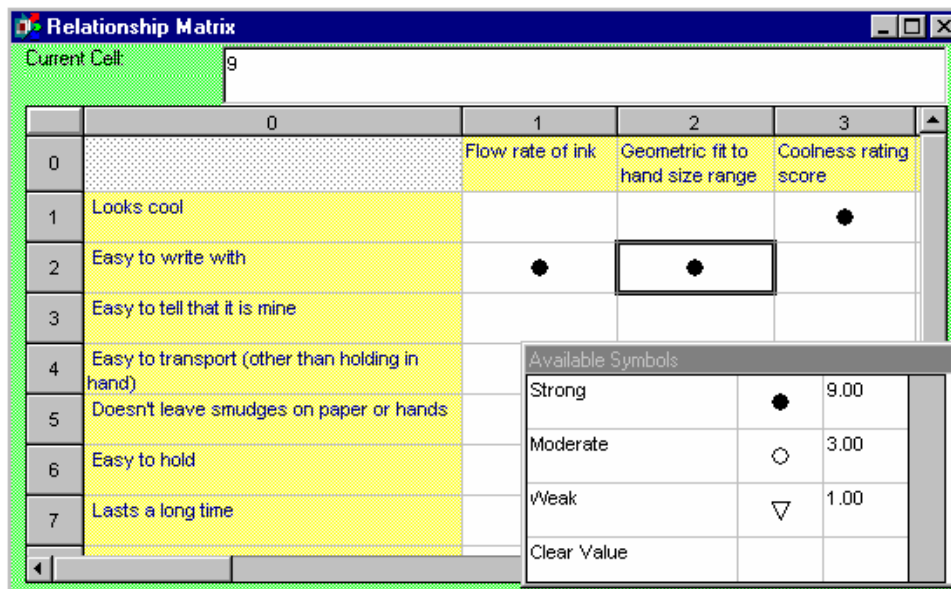 Relationship Matrix
Current Cell:
9
0 1 2 3
0 Flow rate of ink Geometric fit to Coolness rating
hand size range score
1 Looks cool
2 Easy to write with
3 Easy to tell that it is mine
4 Easy to transport (other than holding in
hand)
5 Doesn't leave smudges on paper or hands
6 Easy to hold
7 Lasts a long time
Available Symbols
Strong 9.00
Moderate 3.00
Weak 1.00
Clear Value